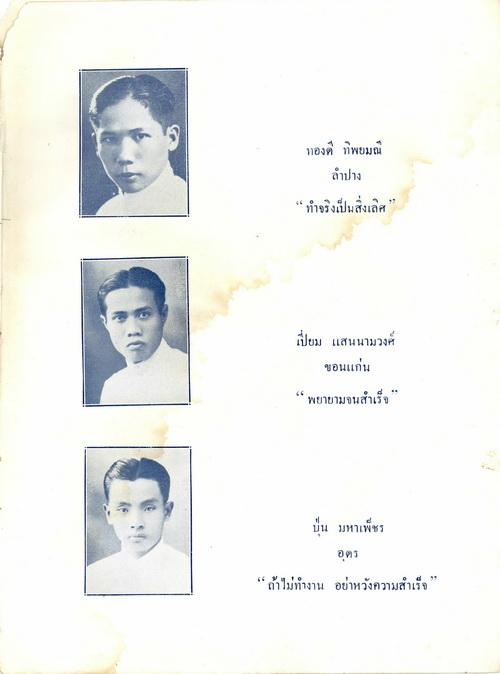 ทองดี ทิพยมณี
ลำปาง
“ทำจริงเป็นสิ่งเลิศ”
เปี่ยม แสนนามวงศ์
ขอนแก่น
“พยายามจนสำเร็จ”
ปุ่น มหาเพ็ชร
อุดร
“ถ้าไม่ทำงาน อย่าหวังความสำเร็จ”